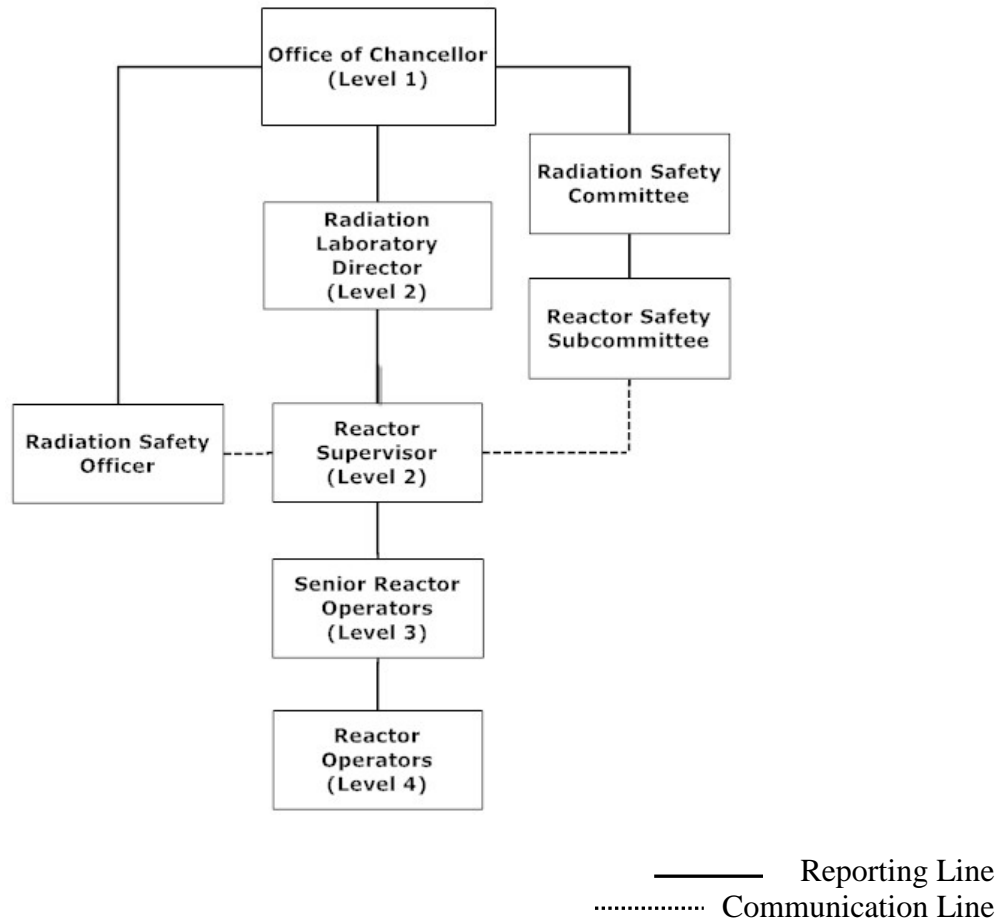 Office of Chancellor
(Level 1)
Radiation Safety
Committee
Radiation
Laboratory
Director
(Level 2)
Reactor Safety
Subcommittee
Radiation Safety
Officer
Reactor
Supervisor
(Level 2)
Senior Reactor
Operators
(Level 3)
Reactor
Operators
(Level 4)
Reporting Line
Communication Line